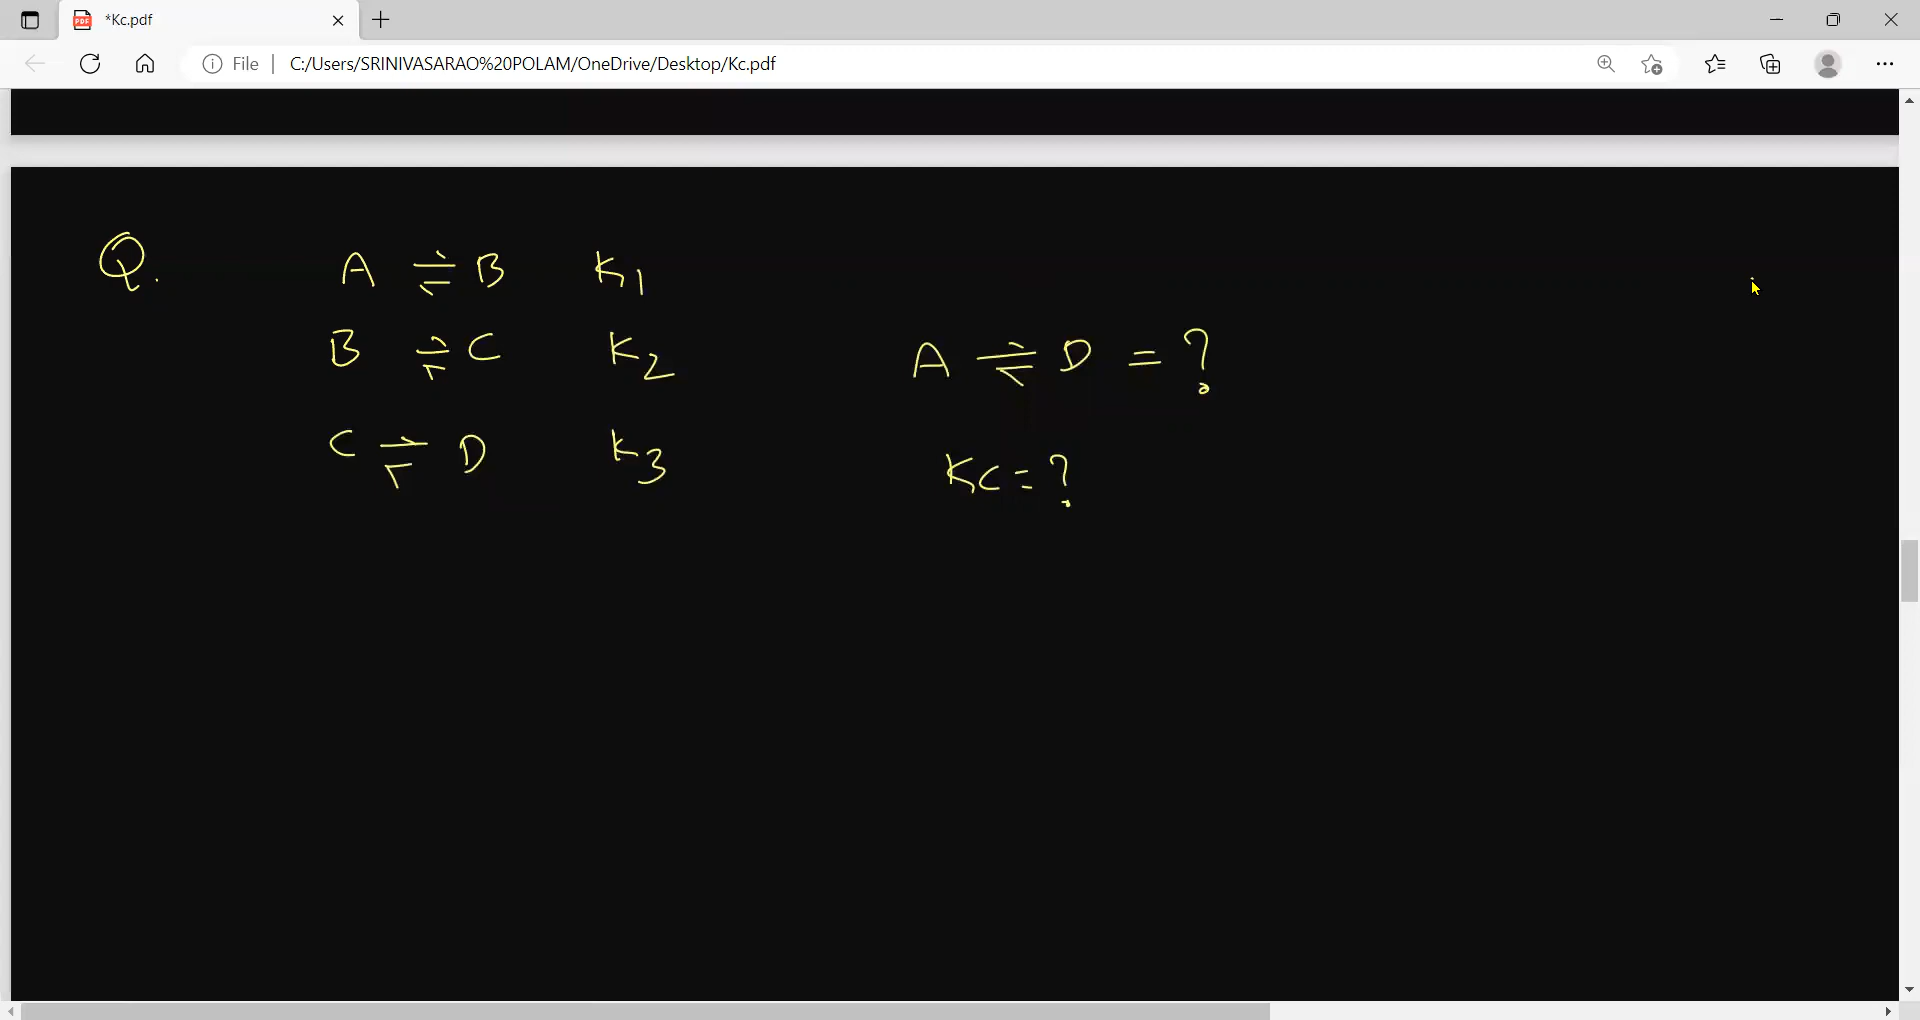 *Kc.pdf
File C:/Users/SRINIVASARAO%20POLAM/OneDrive/Desktop/Kc.pdf
Q. A ⇌ B K1
B ⇌ C K2 A ⇌ D = ?
C ⇌ D K3 Kc = ?